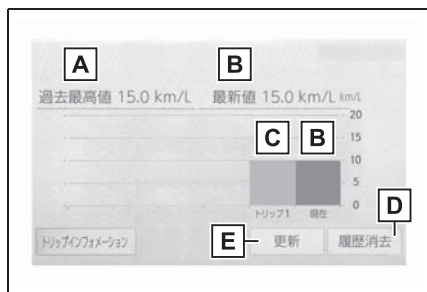 A
B
過去最高値 15.0 km/L
最新値 15.0 km/L km/L
20
C
B
15
10
5
0
トリップ1
現在
D
トリップインフォメーション
E
更新
履歴消去